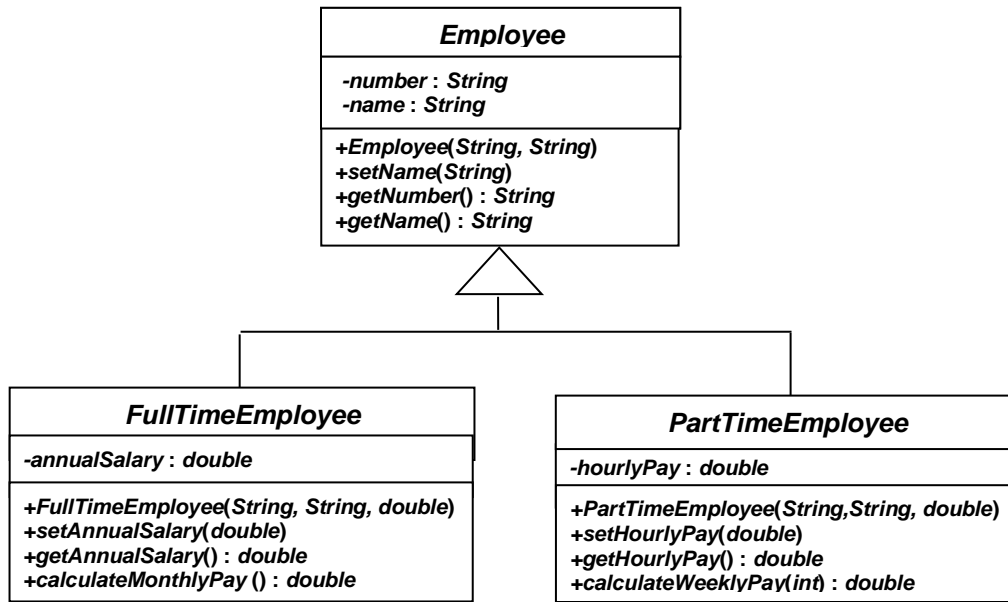 Employee
-number : String
-name : String
+Employee(String, String)
+setName(String)
+getNumber() : String
+getName() : String
FullTimeEmployee
-annualSalary : double
+FullTimeEmployee(String, String, double)
+setAnnualSalary(double)
+getAnnualSalary() : double
+calculateMonthlyPay () : double
PartTimeEmployee
-hourlyPay : double
+PartTimeEmployee(String,String, double)
+setHourlyPay(double)
+getHourlyPay() : double
+calculateWeeklyPay(int) : double